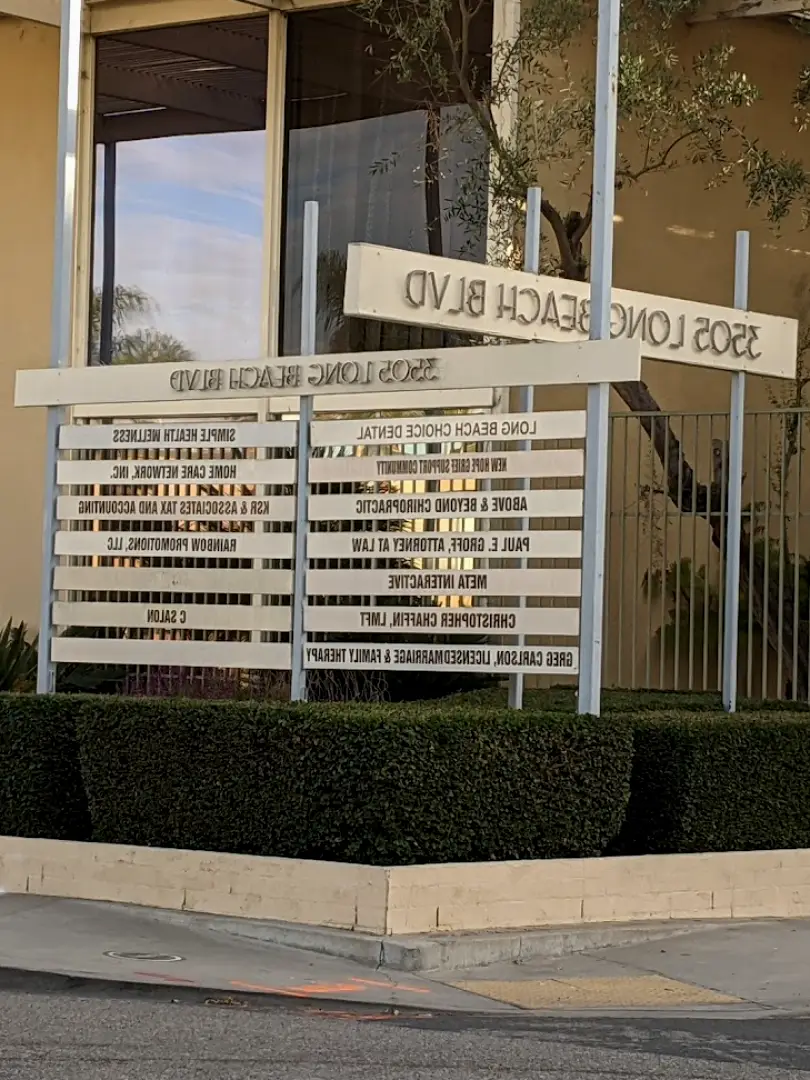 3505 LONG BEACH BLVD
3505 LONG BEACH BLVD
LONG BEACH CHOICE DENTAL
NEW HOPE GRIEF SUPPORT COMMUNITY
ABOVE & BEYOND CHIROPRACTIC
PAUL E. GROFF, ATTORNEY AT LAW
META INTERACTIVE
CHRISTOPHER CHAFFIN, LMFT
GREG CARLSON, LICENSEDMARRIAGE & FAMILY THERAPY
SIMPLE HEALTH WELLNESS
HOME CARE NETWORK, INC.
KSR & ASSOCIATES TAX AND ACCOUNTING
RAINBOW PROMOTIONS, LLC
C SALON